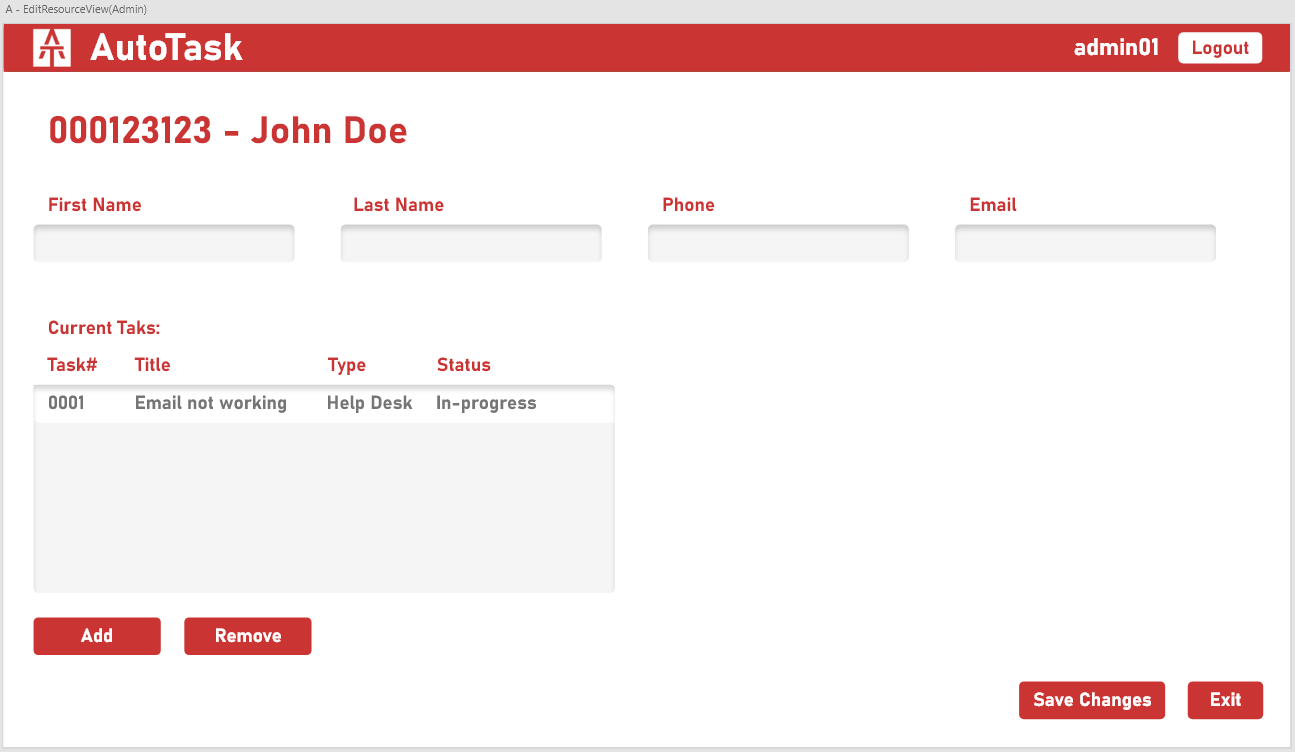 A - EditResourceView(Admin)
AutoTask
admin01
Logout
000123123 - John Doe
First Name
Last Name
Phone
Email
Current Taks:
Task#
Title
Type
Status
0001
Email not working
Help Desk
In-progress
Add
Remove
Save Changes
Exit